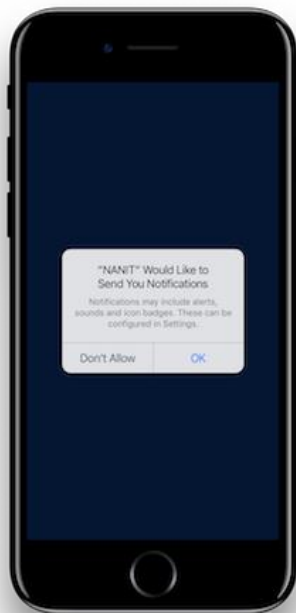 "NANIT" Would Like to
Send You Notifications
Notifications may include alerts,
sounds and icon badges. These can be
configured in Settings.
Don't Allow
OK